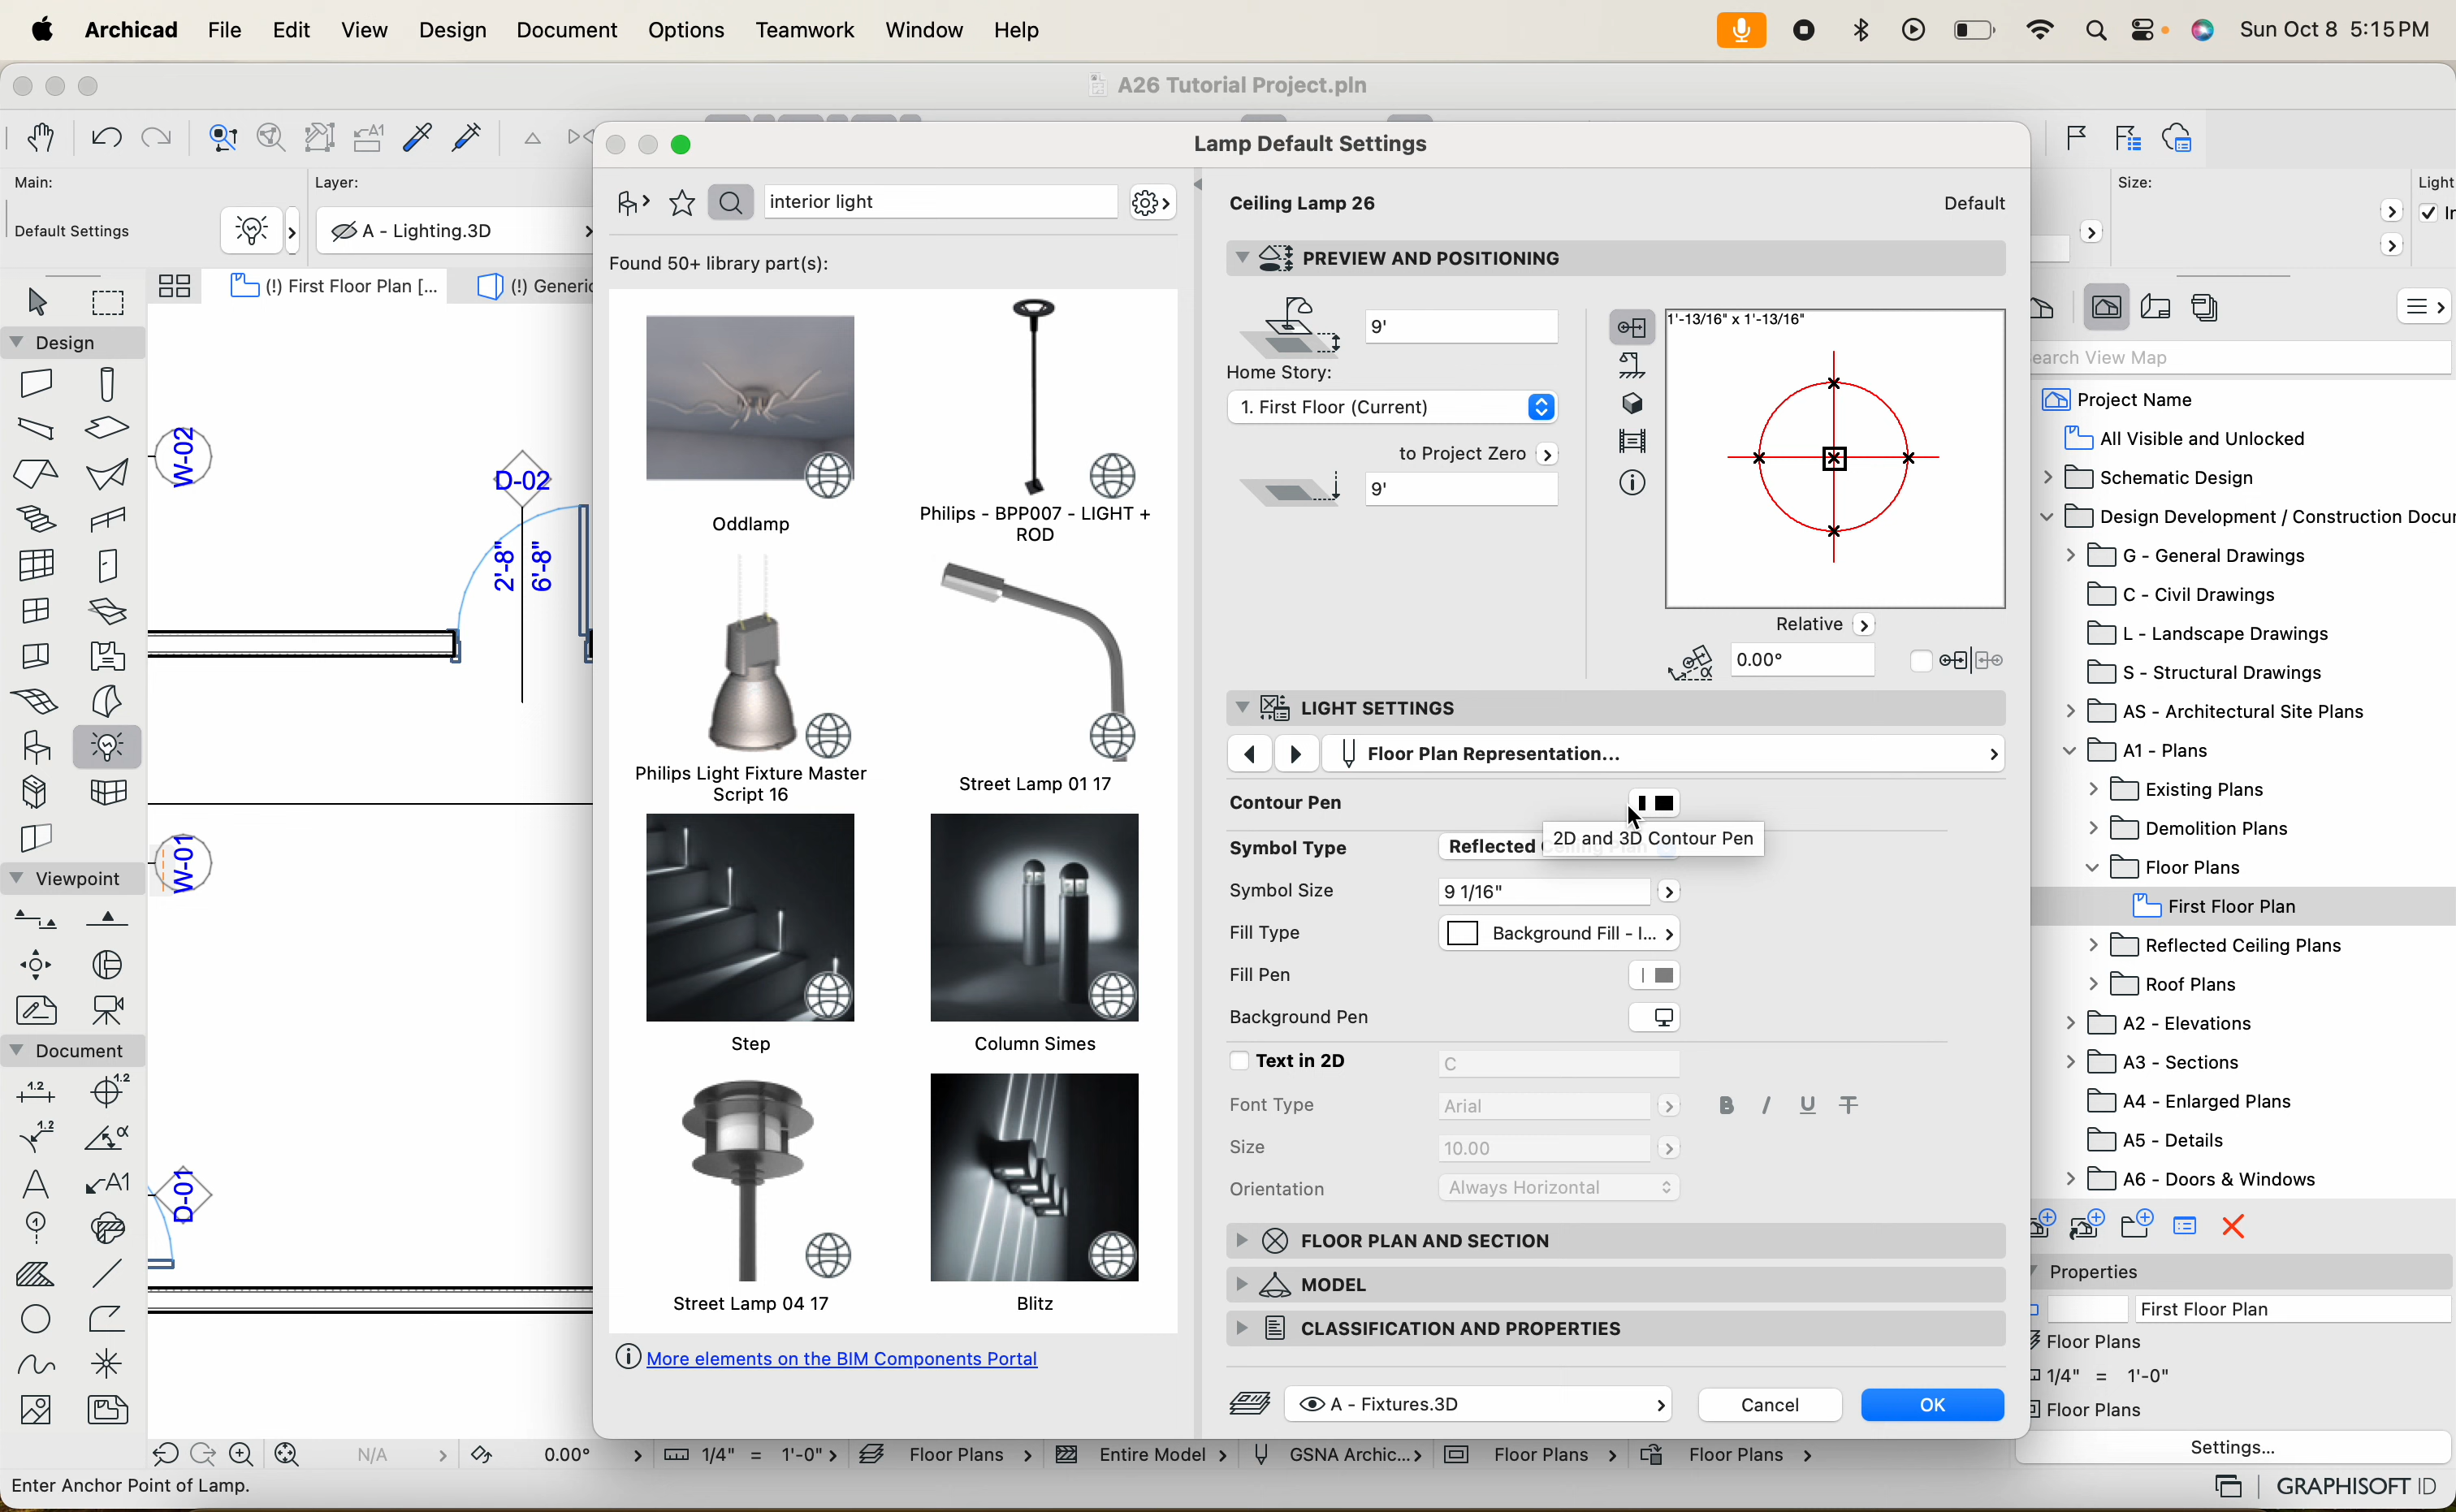 Archicad File Edit View Design Document Options Teamwork Window Help Sun Oct 8 5:15 PM
A26 Tutorial Project.pln
Lamp Default Settings
Main:
Default Settings
Layer:
A - Lighting.3D
Size:
Light
(!) First Floor Plan [...
(!) Generic
Design
W-02
D-02
2'-8"
6'-8"
W-01
D-01
Viewpoint
Document
1.2
1.2
1.2
α
A
A1
1
interior light
Found 50+ library part(s):
Oddlamp
Philips - BPP007 - LIGHT +
ROD
Philips Light Fixture Master
Script 16
Street Lamp 01 17
Step
Column Simes
Street Lamp 04 17
Blitz
More elements on the BIM Components Portal
Ceiling Lamp 26
Default
PREVIEW AND POSITIONING
9'
Home Story:
1. First Floor (Current)
to Project Zero
9'
1'-13/16" x 1'-13/16"
Relative
α
0.00°
LIGHT SETTINGS
Floor Plan Representation...
Contour Pen
2D and 3D Contour Pen
Symbol Type
Reflected
Symbol Size
9 1/16"
Fill Type
Background Fill - I...
Fill Pen
Background Pen
Text in 2D
C
Font Type
Arial
B I U T
Size
10.00
Orientation
Always Horizontal
FLOOR PLAN AND SECTION
MODEL
CLASSIFICATION AND PROPERTIES
A - Fixtures.3D
Cancel
OK
earch View Map
Project Name
All Visible and Unlocked
Schematic Design
Design Development / Construction Docu
G - General Drawings
C - Civil Drawings
L - Landscape Drawings
S - Structural Drawings
AS - Architectural Site Plans
A1 - Plans
Existing Plans
Demolition Plans
Floor Plans
First Floor Plan
Reflected Ceiling Plans
Roof Plans
A2 - Elevations
A3 - Sections
A4 - Enlarged Plans
A5 - Details
A6 - Doors & Windows
Properties
First Floor Plan
Floor Plans
1/4" = 1'-0"
Floor Plans
Settings...
N/A
0.00°
1/4" = 1'-0"
Floor Plans
Entire Model
GSNA Archic...
Floor Plans
Floor Plans
Enter Anchor Point of Lamp.
GRAPHISOFT ID